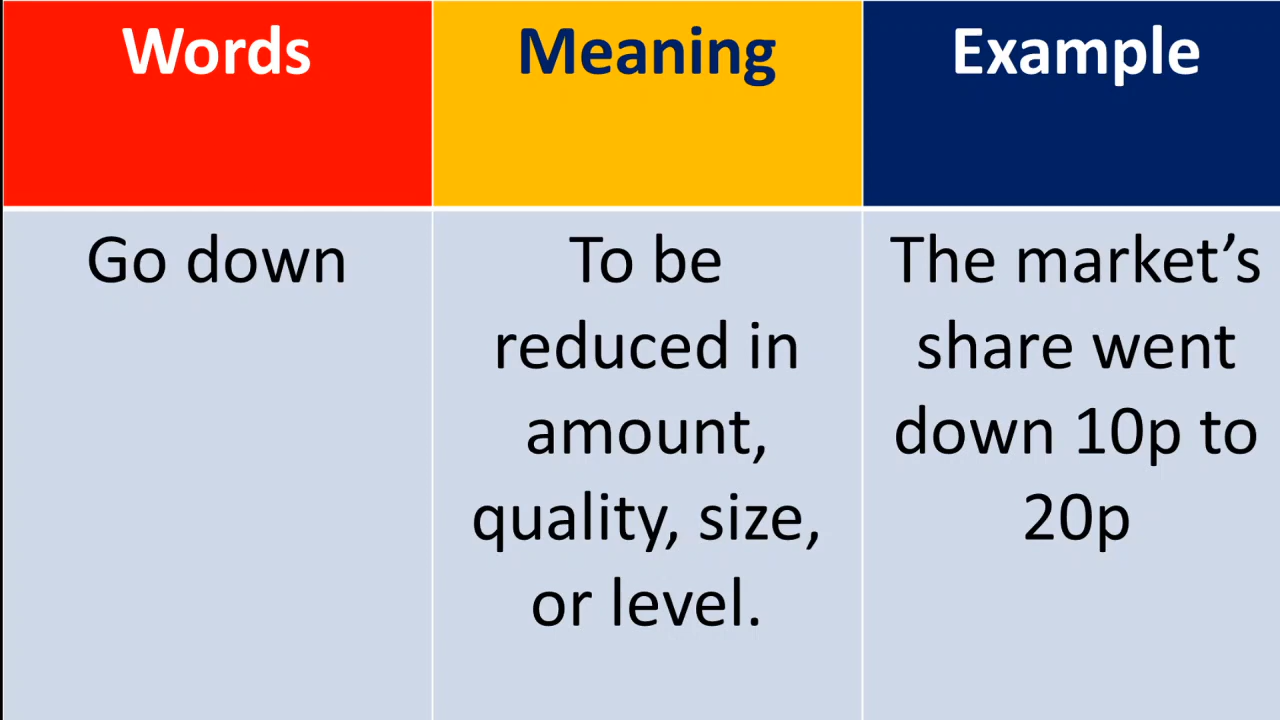 Words
Meaning
Example
Go down
To be
reduced in
amount,
quality, size,
or level.
The market’s
share went
down 10p to
20p